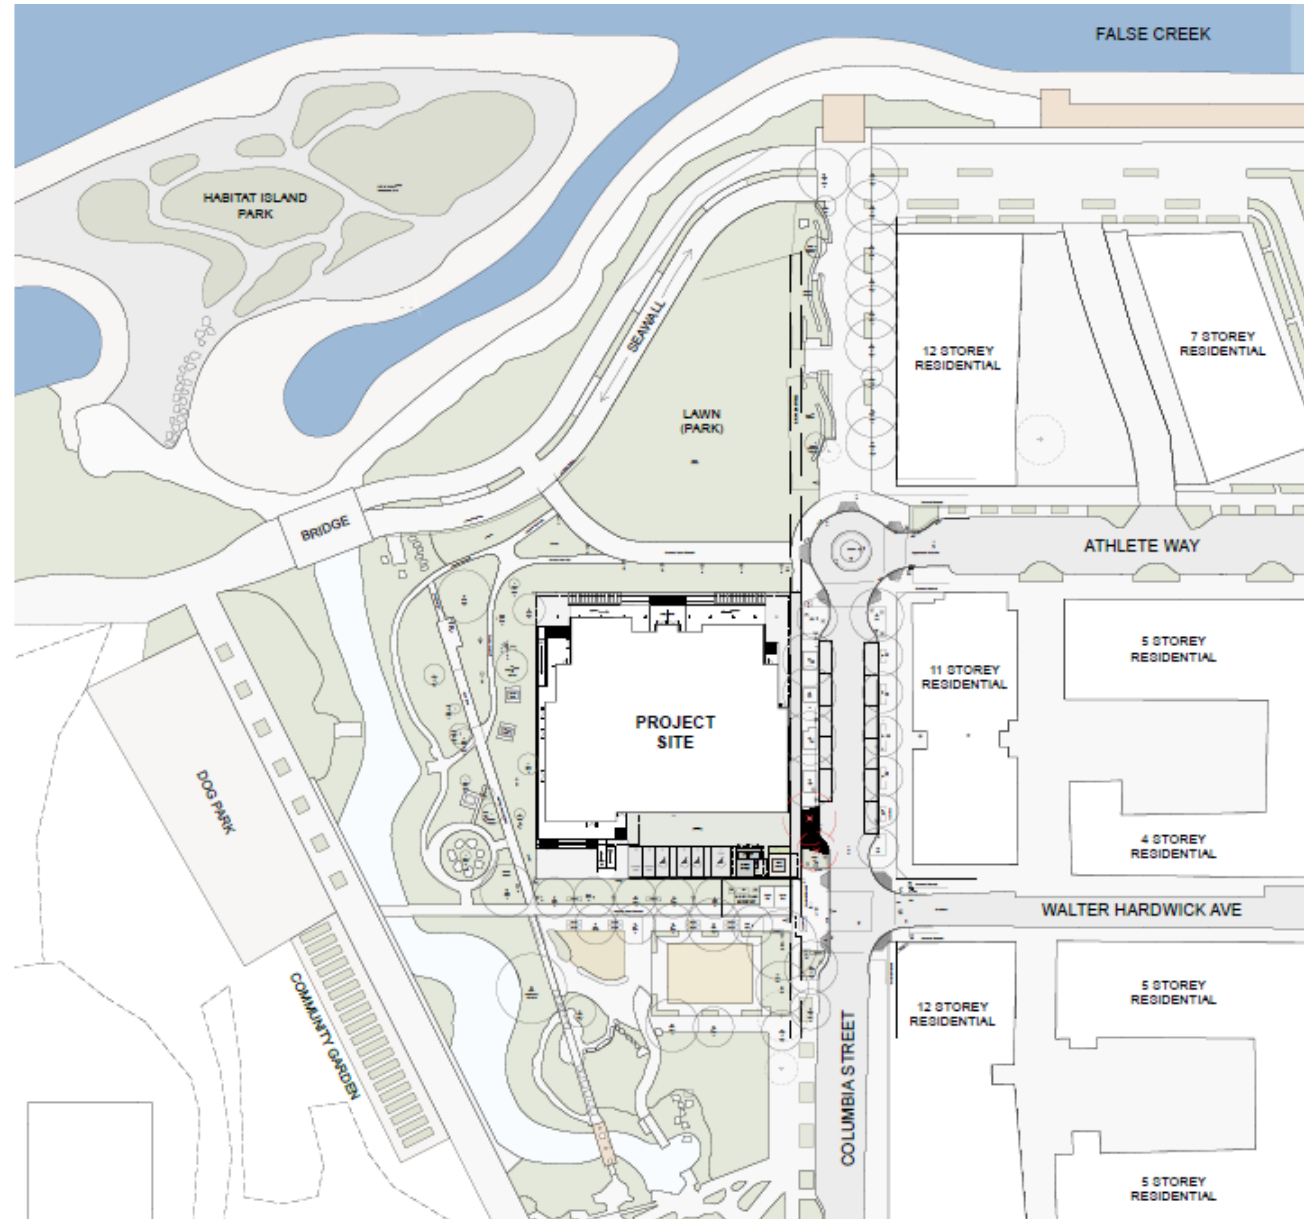 FALSE CREEK
HABITAT ISLAND
PARK
SEAWALL
12 STOREY
RESIDENTIAL
7 STOREY
RESIDENTIAL
LAWN
(PARK)
BRIDGE
ATHLETE WAY
5 STOREY
RESIDENTIAL
11 STOREY
RESIDENTIAL
PROJECT
SITE
DOG PARK
4 STOREY
RESIDENTIAL
WALTER HARDWICK AVE
COMMUNITY GARDEN
5 STOREY
RESIDENTIAL
12 STOREY
RESIDENTIAL
COLUMBIA STREET
5 STOREY
RESIDENTIAL